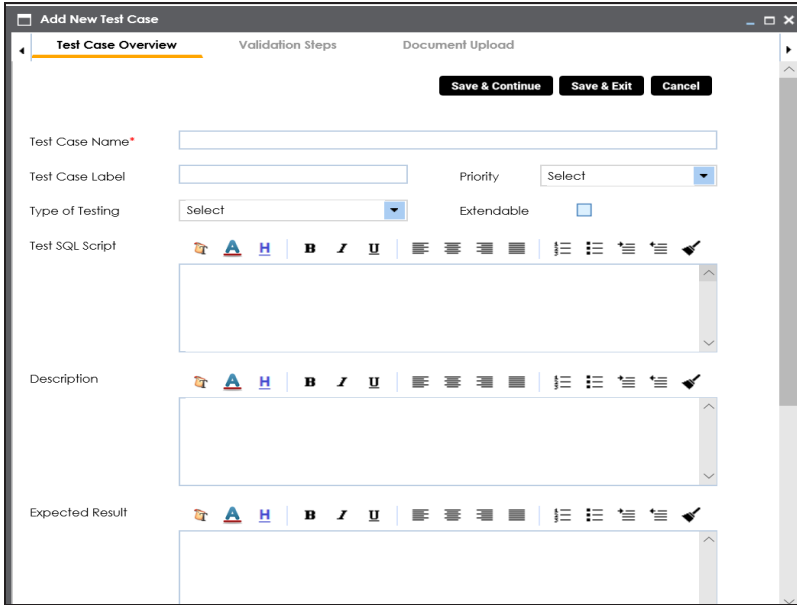 Add New Test Case
Test Case Overview Validation Steps Document Upload
Save & Continue Save & Exit Cancel
Test Case Name*
Test Case Label Priority Select
Type of Testing Select Extendable
Test SQL Script A H B I U
Description A H B I U
Expected Result A H B I U